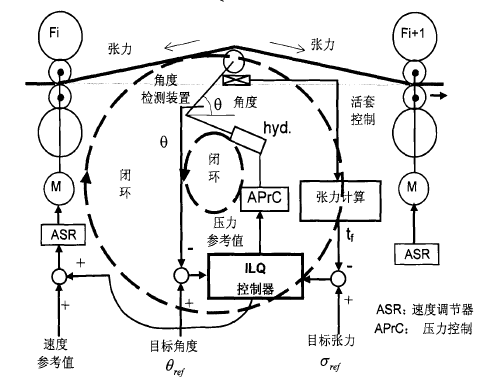 Fi
Fi+1
张力
张力
角度
检测装置
θ
角度
活套
控制
hyd.
θ
闭
环
闭
环
M
M
APrC
张力计算
压力
参考值
ASR
ASR
tf
-
-
ILQ
控制器
+
+
+
+
速度
参考值
目标角度
θref
目标张力
σref
ASR:速度调节器
APrC: 压力控制